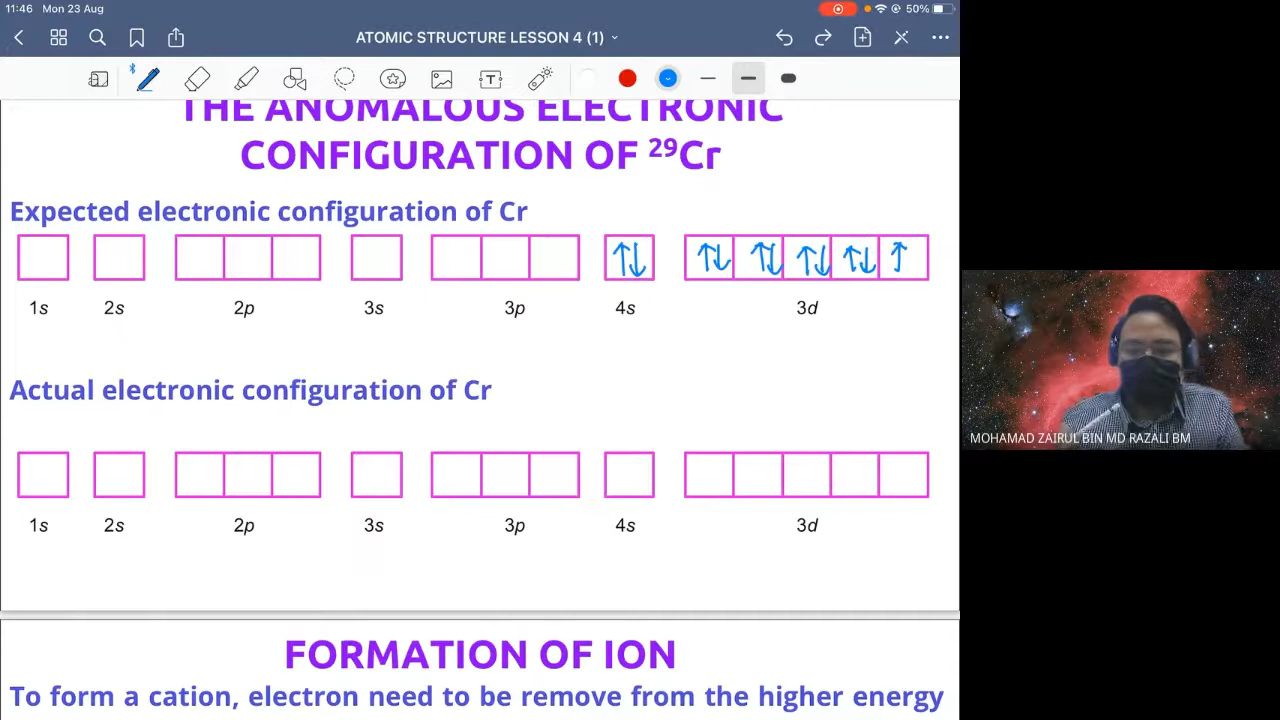 11:46 Mon 23 Aug
50%
ATOMIC STRUCTURE LESSON 4 (1)
THE ANOMALOUS ELECTRONIC
CONFIGURATION OF ²⁹Cr
Expected electronic configuration of Cr
1s 2s 2p 3s 3p 4s 3d
Actual electronic configuration of Cr
1s 2s 2p 3s 3p 4s 3d
MOHAMAD ZAIRUL BIN MD RAZALI BM
FORMATION OF ION
To form a cation, electron need to be remove from the higher energy